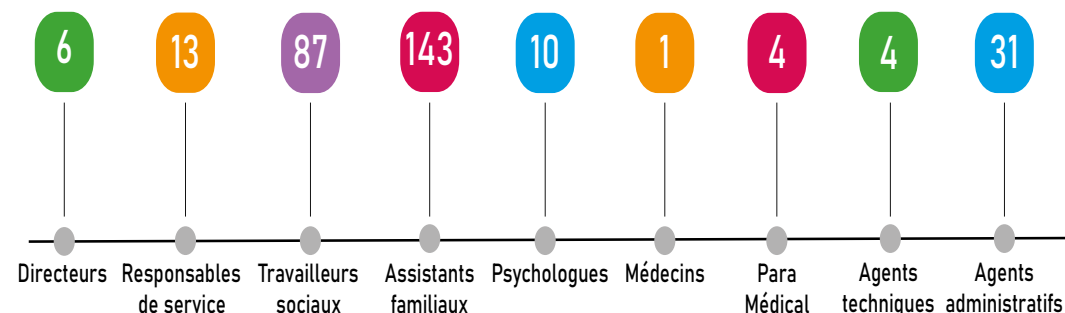 6 13 87 143 10 1 4 4 31
Directeurs Responsables de service Travailleurs sociaux Assistants familiaux Psychologues Médecins Para Médical Agents techniques Agents administratifs